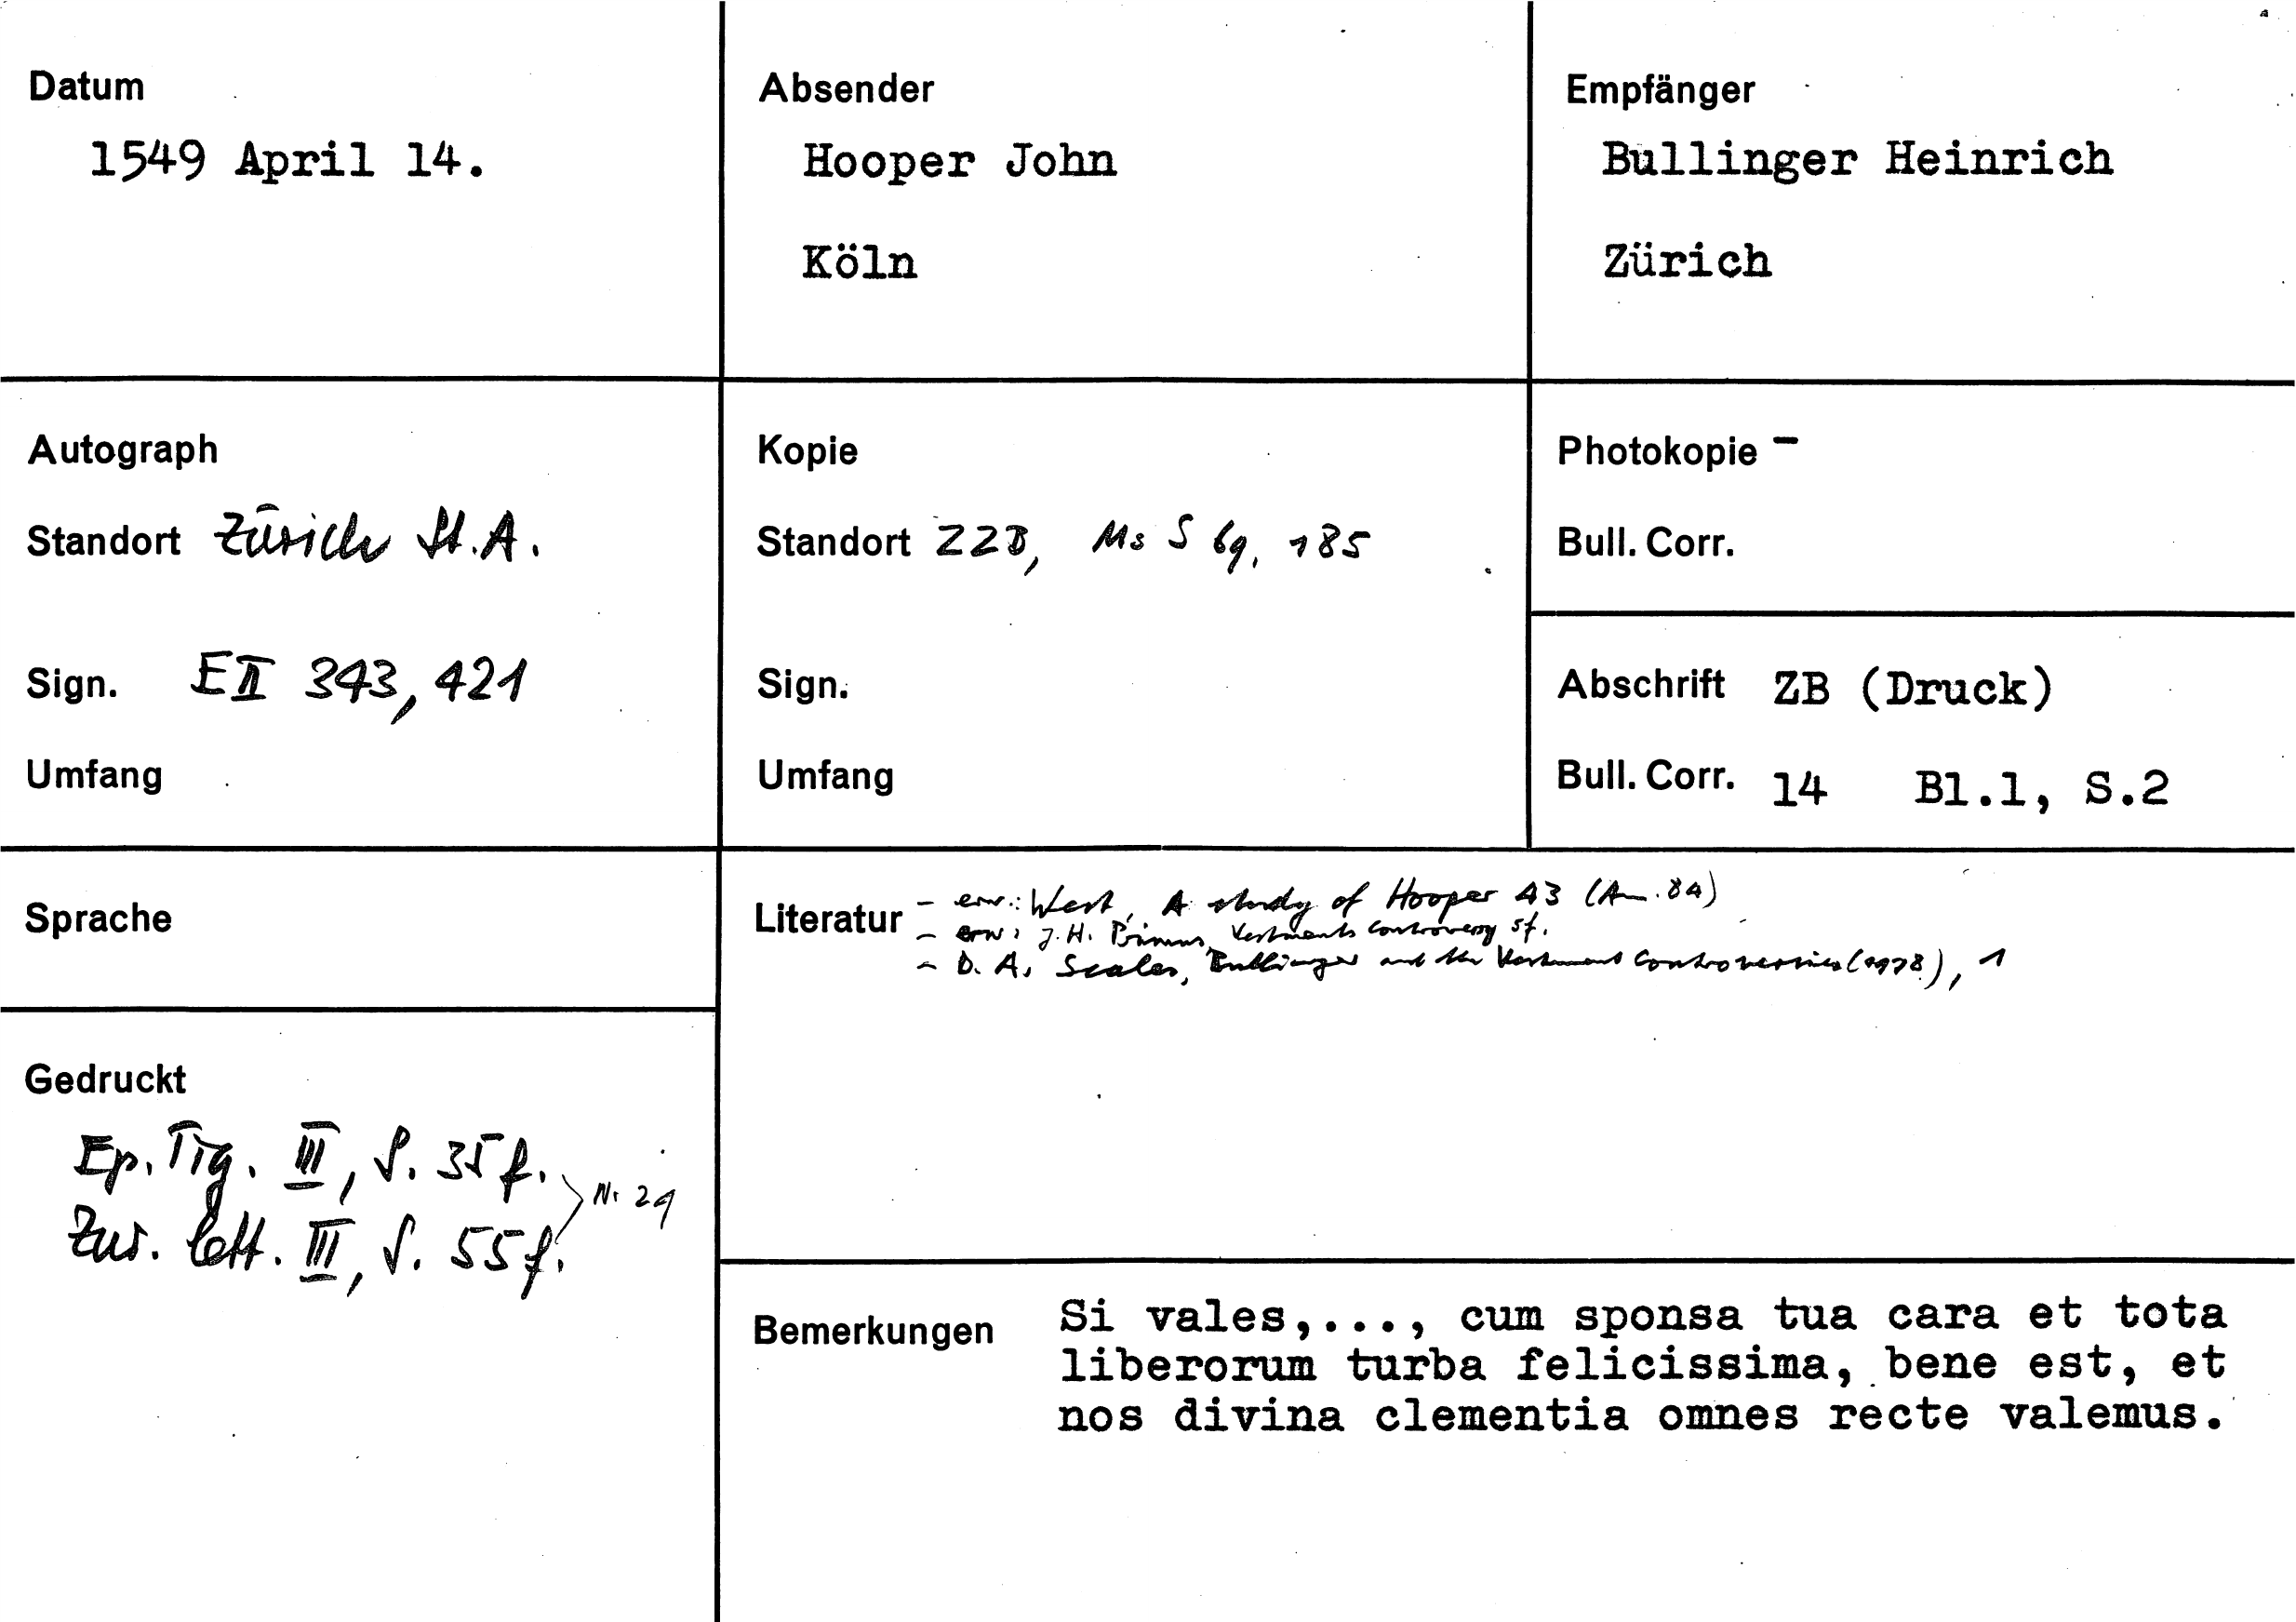 Datum
1549 April 14.
Absender
Hooper John
Köln
Empfänger
Bullinger Heinrich
Zürich
Autograph
Standort Zürich St.A.
Sign. E II 343, 421
Umfang
Kopie
Standort ZZB, Ms S 69, 185
Sign.
Umfang
Photokopie -
Bull. Corr.
Abschrift ZB (Druck)
Bull. Corr. 14 Bl.1, S.2
Sprache
Literatur - erw.: West, A study of Hooper 43 (Anm. 84)
- erw: J.H. Primus, Vestments Controversy 5f.
- D. A. Scales, Bullinger and the Vestment Controversies (1978), 1
Gedruckt
Ep. Tig. III, S. 35f.
Zur. lett. III, S. 55f.
Bemerkungen
Si vales,..., cum sponsa tua cara et tota
liberorum turba felicissima, bene est, et
nos divina clementia omnes recte valemus.